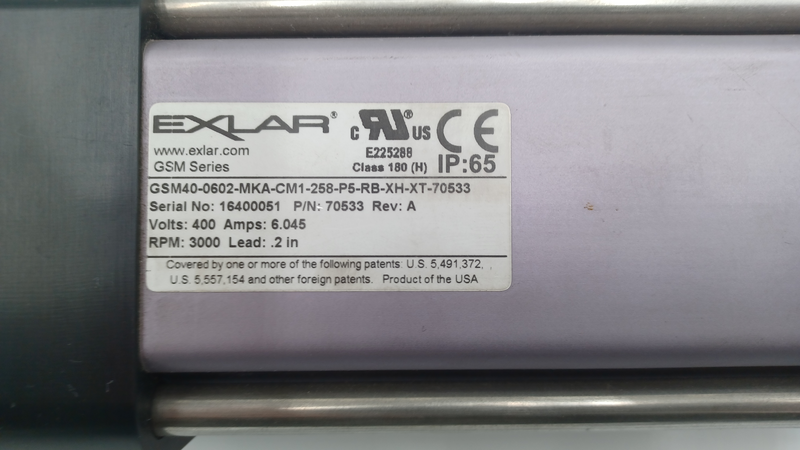 EXLAR®
www.exlar.com
GSM Series
c RU® US CE
E225288
Class 180 (H) IP:65
GSM40-0602-MKA-CM1-258-P5-RB-XH-XT-70533
Serial No: 16400051 P/N: 70533 Rev: A
Volts: 400 Amps: 6.045
RPM: 3000 Lead: .2 in
Covered by one or more of the following patents: U.S. 5,491,372,
U.S. 5,557,154 and other foreign patents. Product of the USA